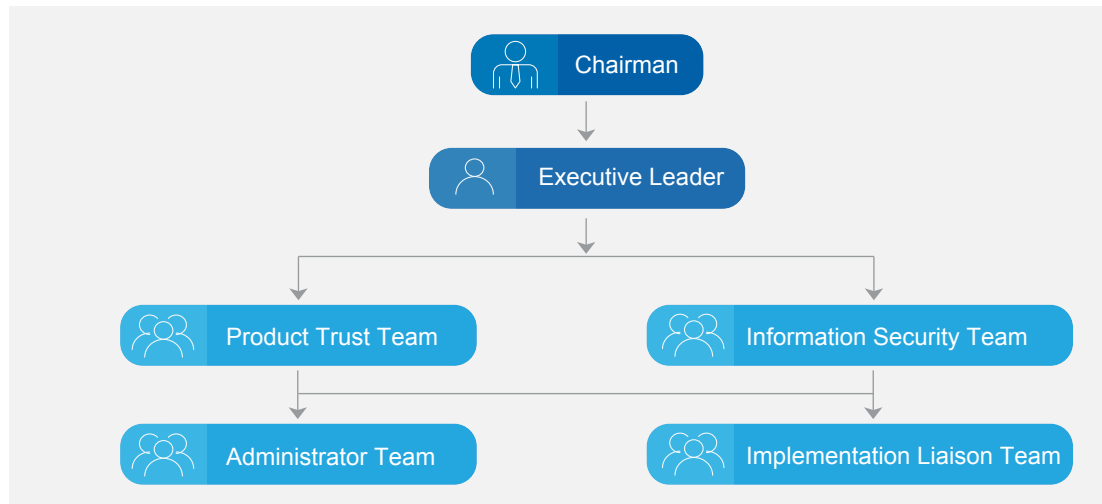 Chairman
Executive Leader
Product Trust Team
Information Security Team
Administrator Team
Implementation Liaison Team